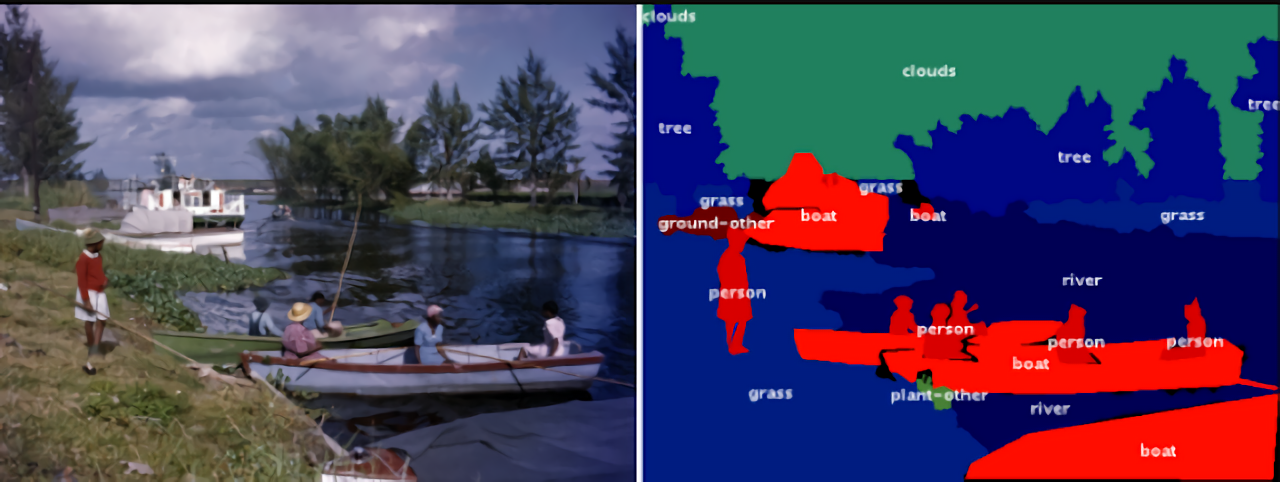 clouds
clouds
tree
tree
tree
grass
grass
ground-other
boat
boat
grass
river
person
person
person
person
boat
grass
plant-other
river
boat